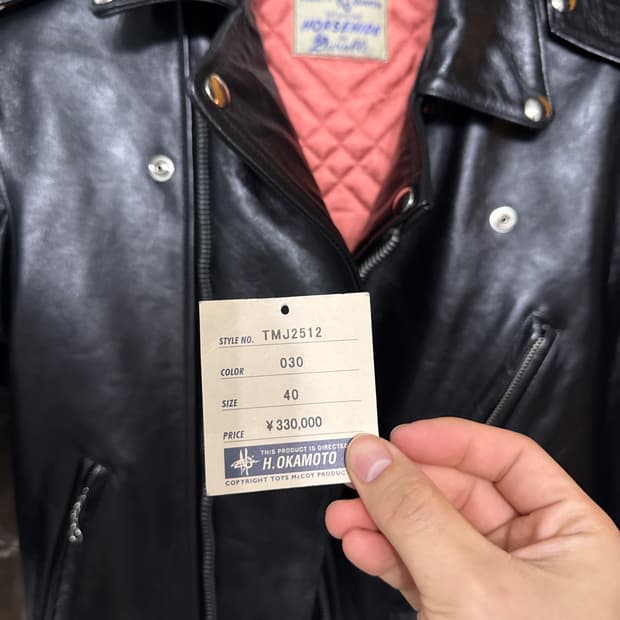 HORSEHIDE
STYLE NO. TMJ2512
COLOR 030
SIZE 40
PRICE ¥330,000
THIS PRODUCT IS DIRECTED
H.OKAMOTO
COPYRIGHT TOYS McCOY PRODUC